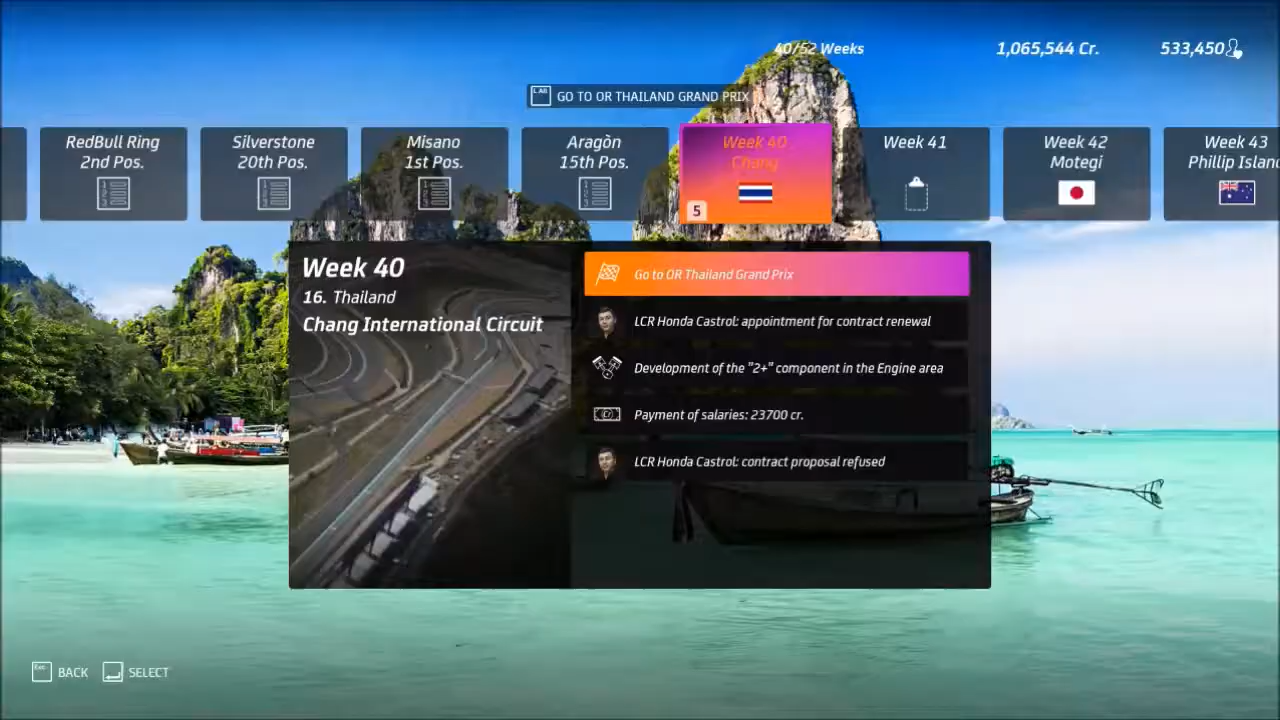 40/52 Weeks
1,065,544 Cr.
533,450
GO TO OR THAILAND GRAND PRIX
RedBull Ring
2nd Pos.
Silverstone
20th Pos.
Misano
1st Pos.
Aragòn
15th Pos.
Week 40
Chang
5
Week 41
Week 42
Motegi
Week 43
Phillip Island
Week 40
16. Thailand
Chang International Circuit
Go to OR Thailand Grand Prix
LCR Honda Castrol: appointment for contract renewal
Development of the "2+" component in the Engine area
Payment of salaries: 23700 cr.
LCR Honda Castrol: contract proposal refused
Esc BACK
SELECT